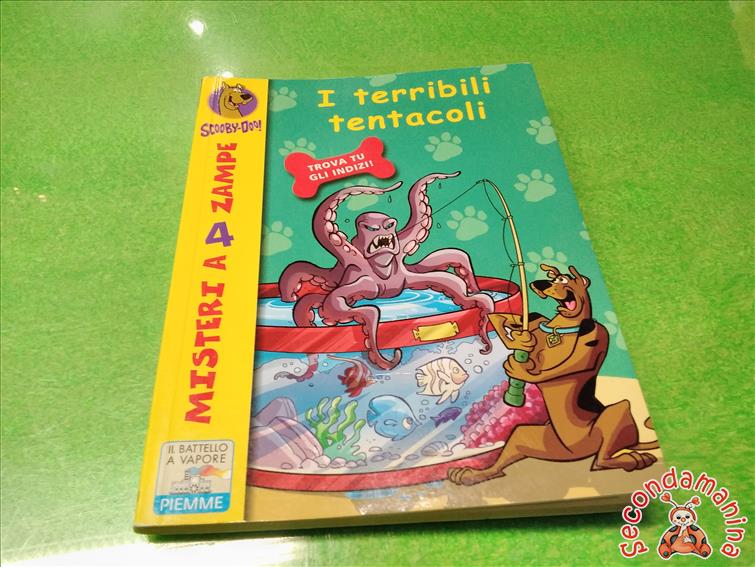 I terribili
tentacoli
TROVA TU
GLI INDIZI!
SCOOBY-DOO!
MISTERI A 4 ZAMPE
IL BATTELLO
A VAPORE
PIEMME
Secondamanina